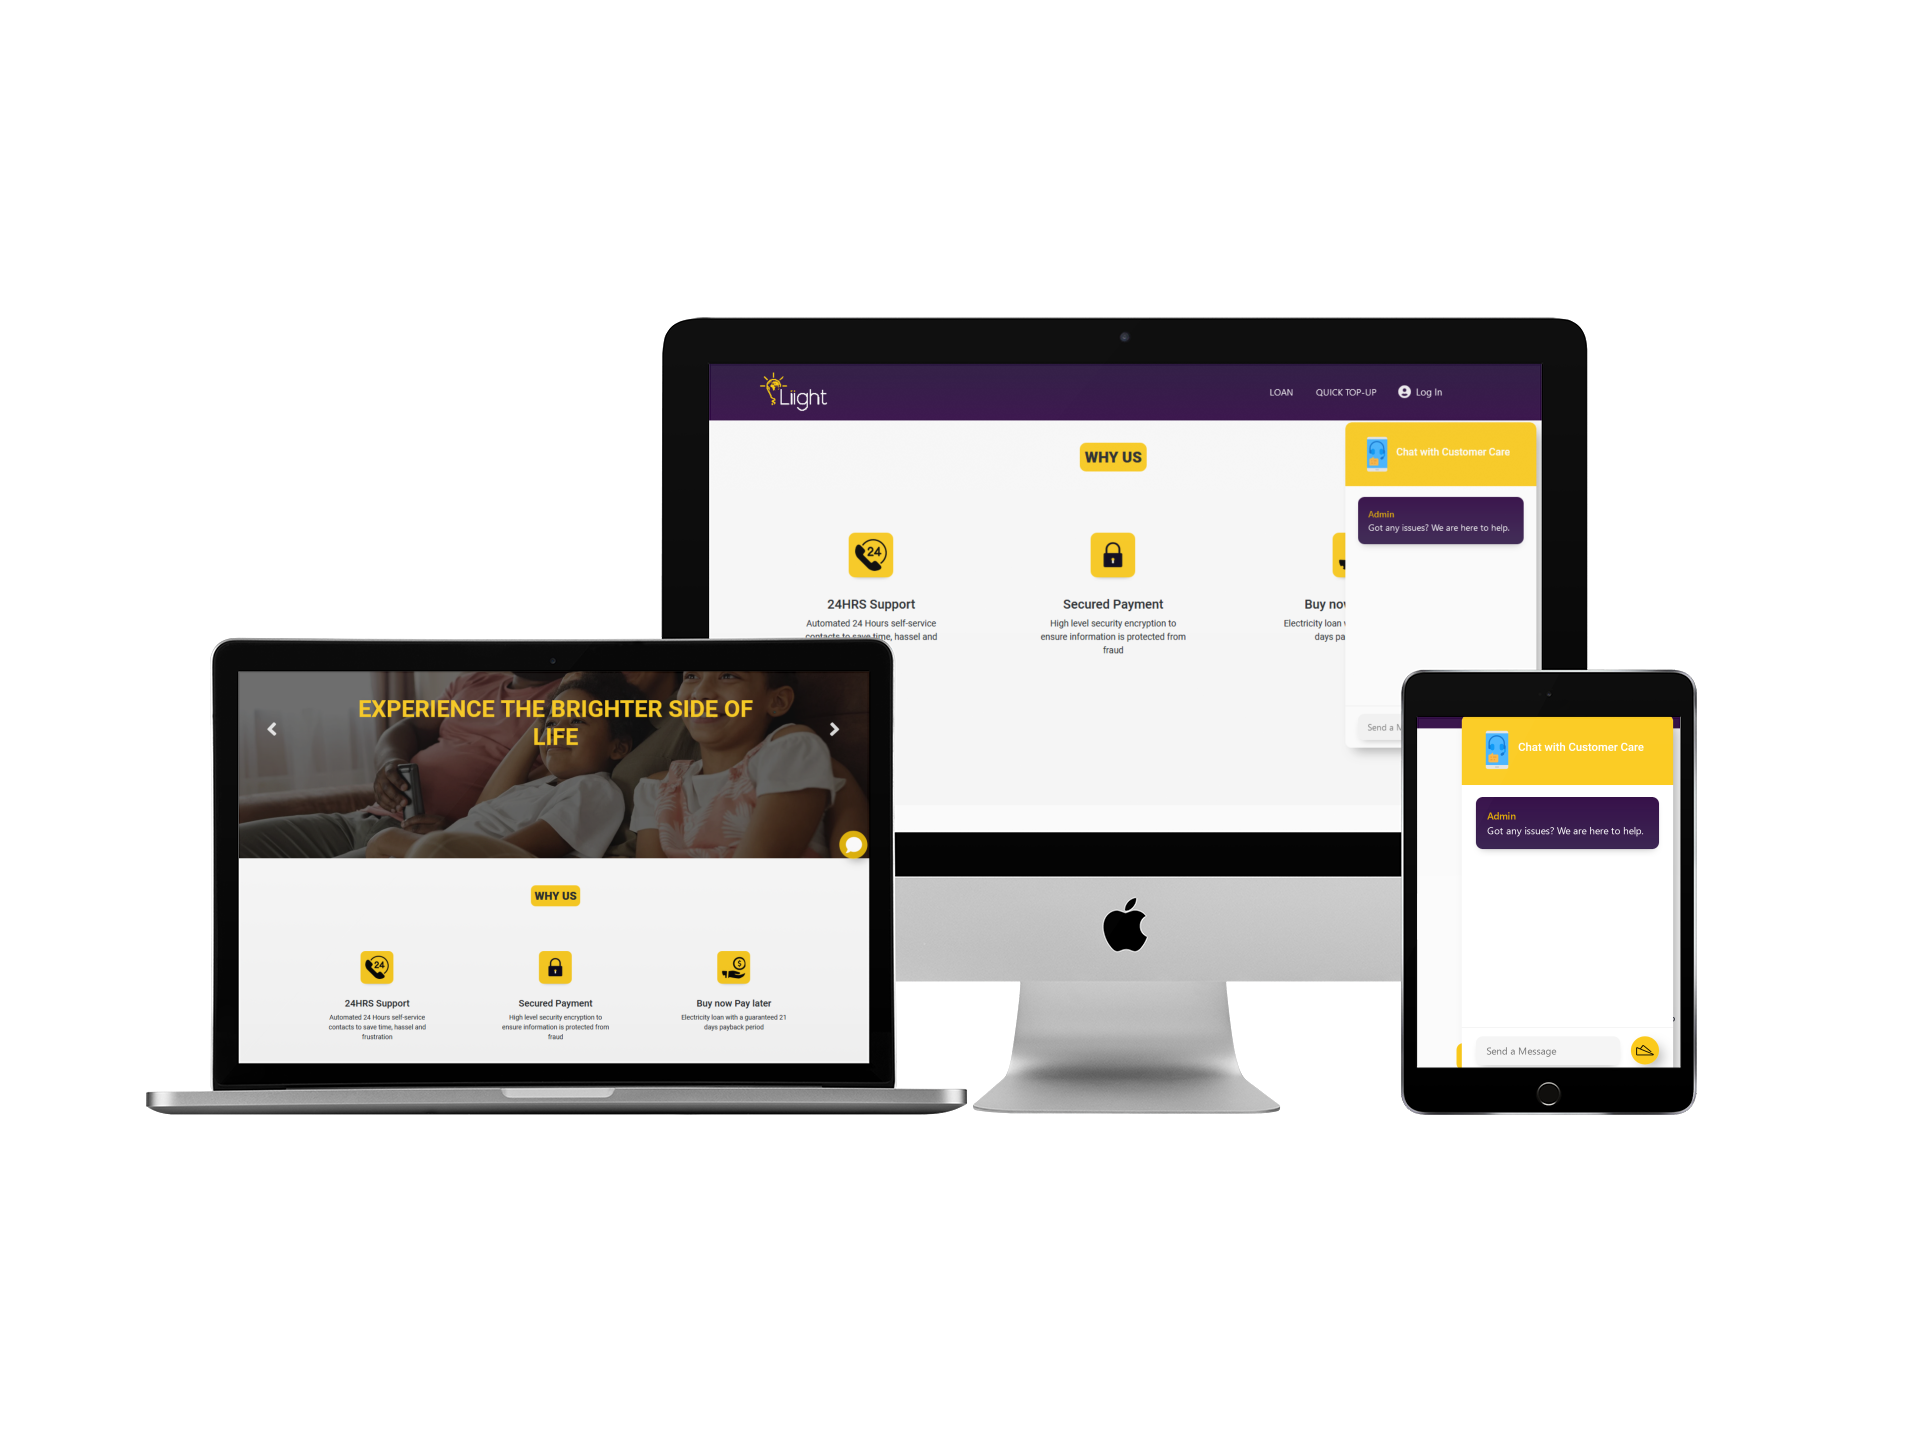 Liight
LOAN
QUICK TOP-UP
Log In
WHY US
24
24HRS Support
Automated 24 Hours self-service
contacts to save time, hassel and
Secured Payment
High level security encryption to
ensure information is protected from
fraud
Buy now
Electricity loan
days pa
Chat with Customer Care
Admin
Got any issues? We are here to help.
Send a
EXPERIENCE THE BRIGHTER SIDE OF
LIFE
WHY US
24
24HRS Support
Automated 24 Hours self-service
contacts to save time, hassel and
frustration
Secured Payment
High level security encryption to
ensure information is protected from
fraud
$
Buy now Pay later
Electricity loan with a guaranteed 21
days payback period
Chat with Customer Care
Admin
Got any issues? We are here to help.
Send a Message